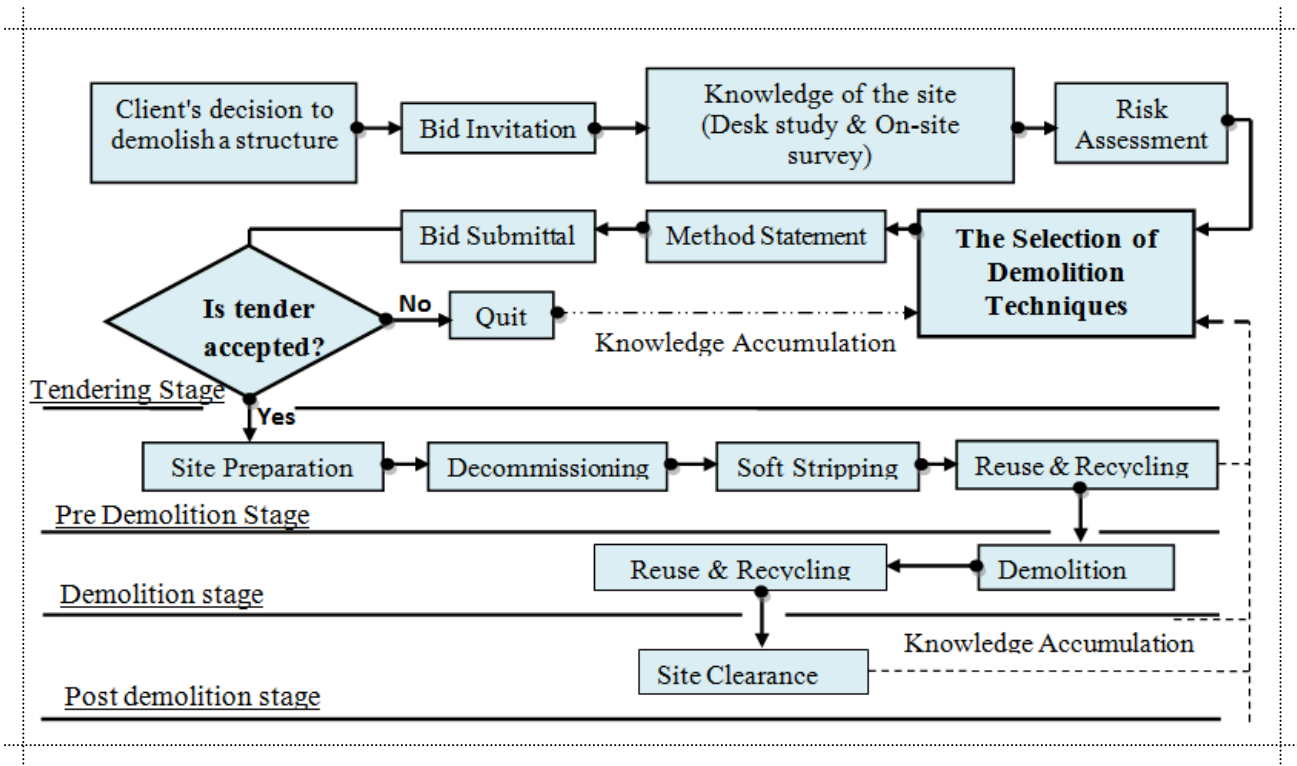 Client's decision to
demolish a structure
Bid Invitation
Knowledge of the site
(Desk study & On-site
survey)
Risk
Assessment
Bid Submittal
Method Statement
The Selection of
Demolition
Techniques
Is tender
accepted?
No
Quit
Knowledge Accumulation
Tendering Stage
Yes
Site Preparation
Decommissioning
Soft Stripping
Reuse & Recycling
Pre Demolition Stage
Reuse & Recycling
Demolition
Demolition stage
Knowledge Accumulation
Site Clearance
Post demolition stage